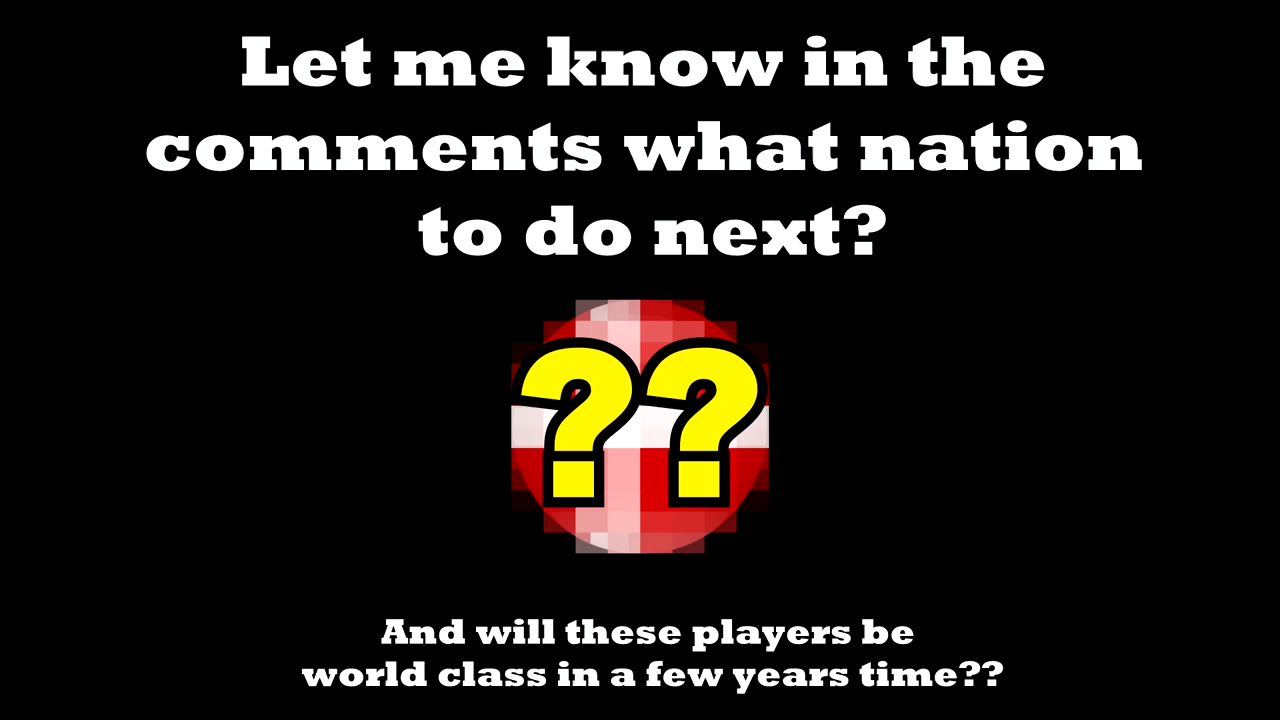 Let me know in the
comments what nation
to do next?
??
And will these players be
world class in a few years time??